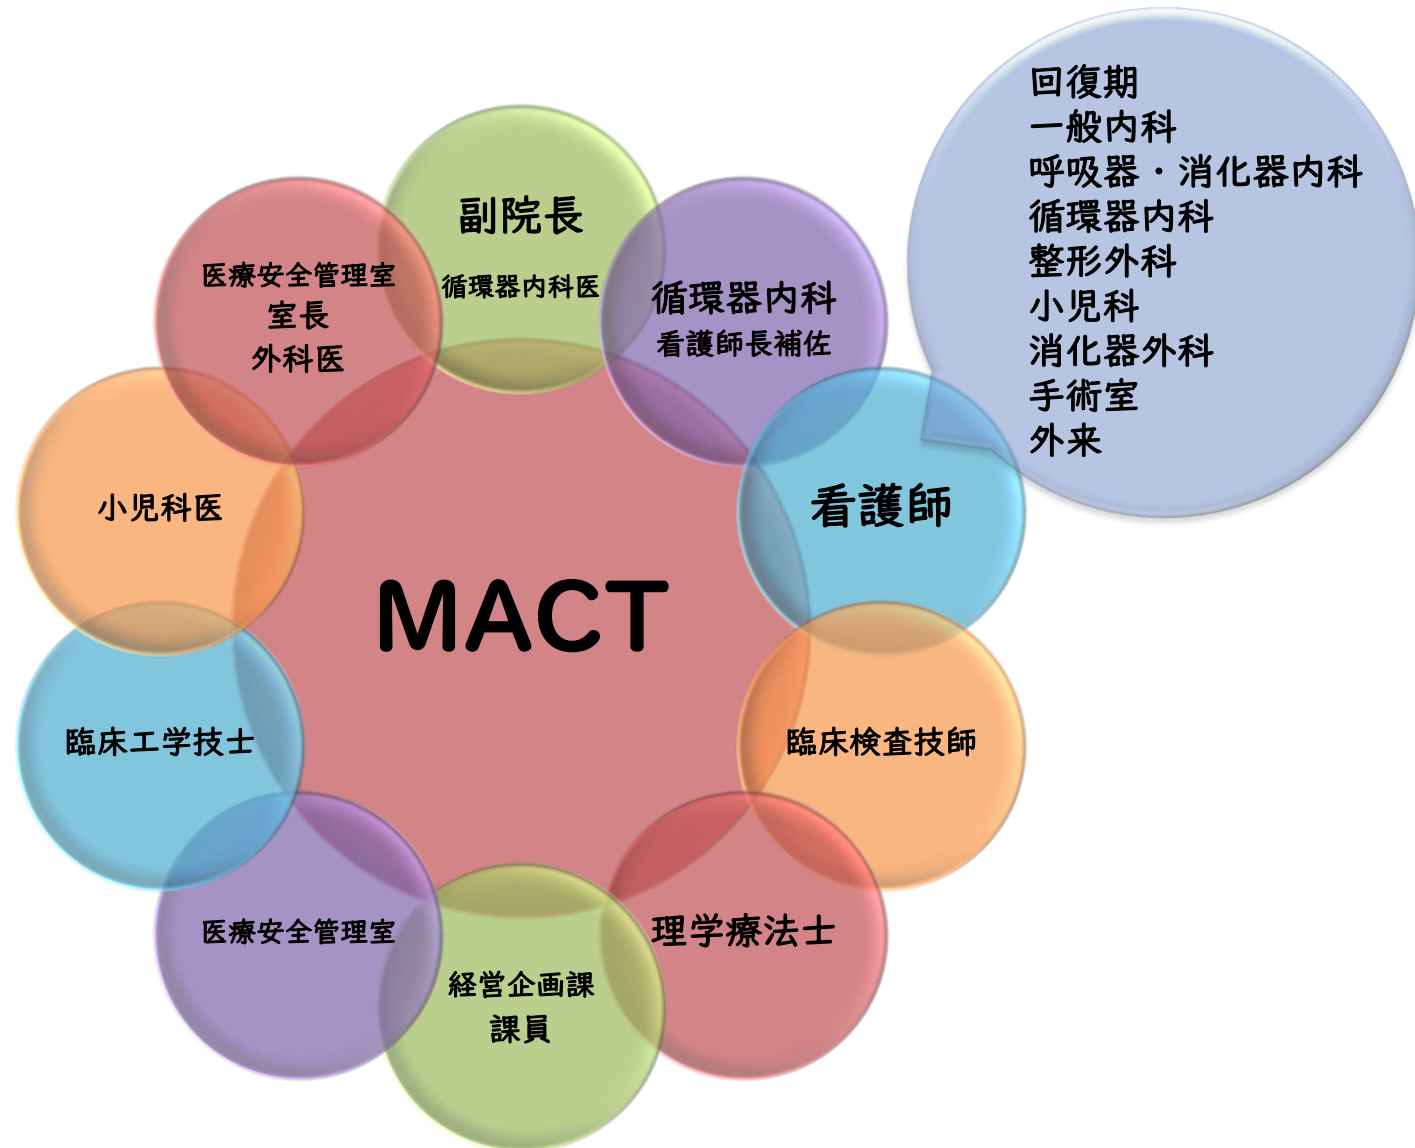 副院長
循環器内科医
循環器内科
看護師長補佐
看護師
回復期
一般内科
呼吸器・消化器内科
循環器内科
整形外科
小児科
消化器外科
手術室
外来
臨床検査技師
理学療法士
経営企画課
課員
医療安全管理室
臨床工学技士
小児科医
医療安全管理室
室長
外科医
MACT